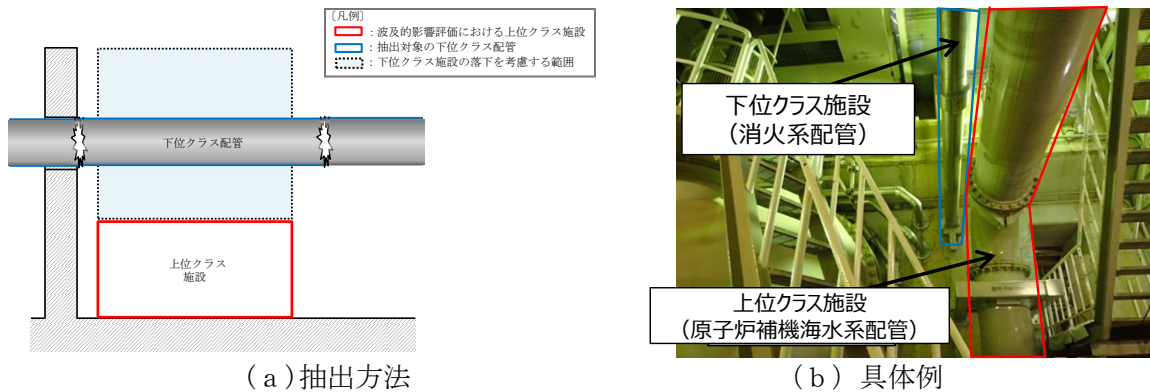 ［凡例］
：波及的影響評価における上位クラス施設
：抽出対象の下位クラス配管
：下位クラス施設の落下を考慮する範囲
下位クラス配管
上位クラス
施設
（ａ）抽出方法
下位クラス施設
（消火系配管）
上位クラス施設
（原子炉補機海水系配管）
（ｂ）具体例